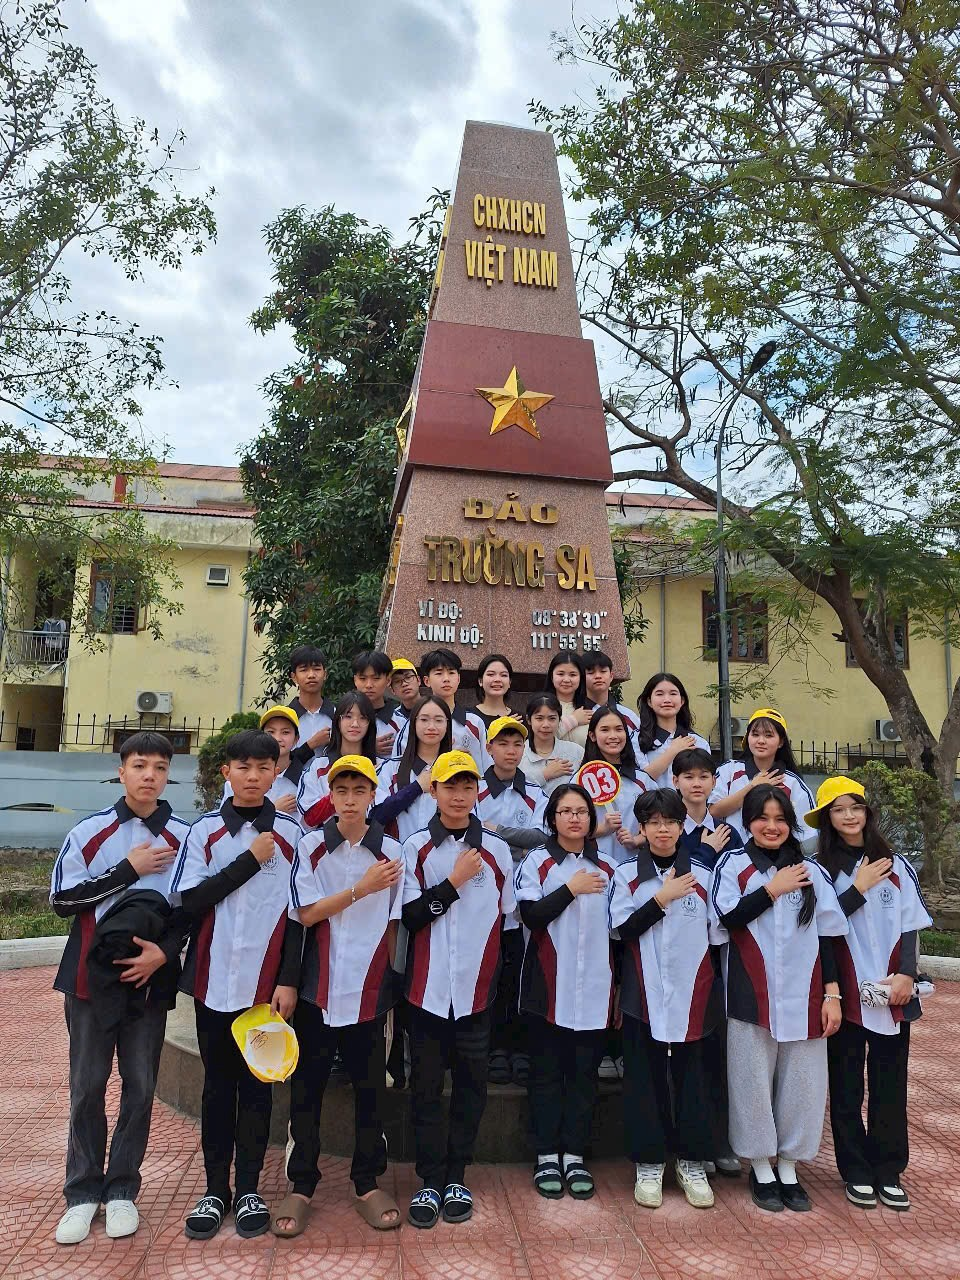 CHXHCN
VIỆT NAM
ĐẢO
TRƯỜNG SA
VĨ ĐỘ: 08° 38' 30"
KINH ĐỘ: 111° 55' 55"
03